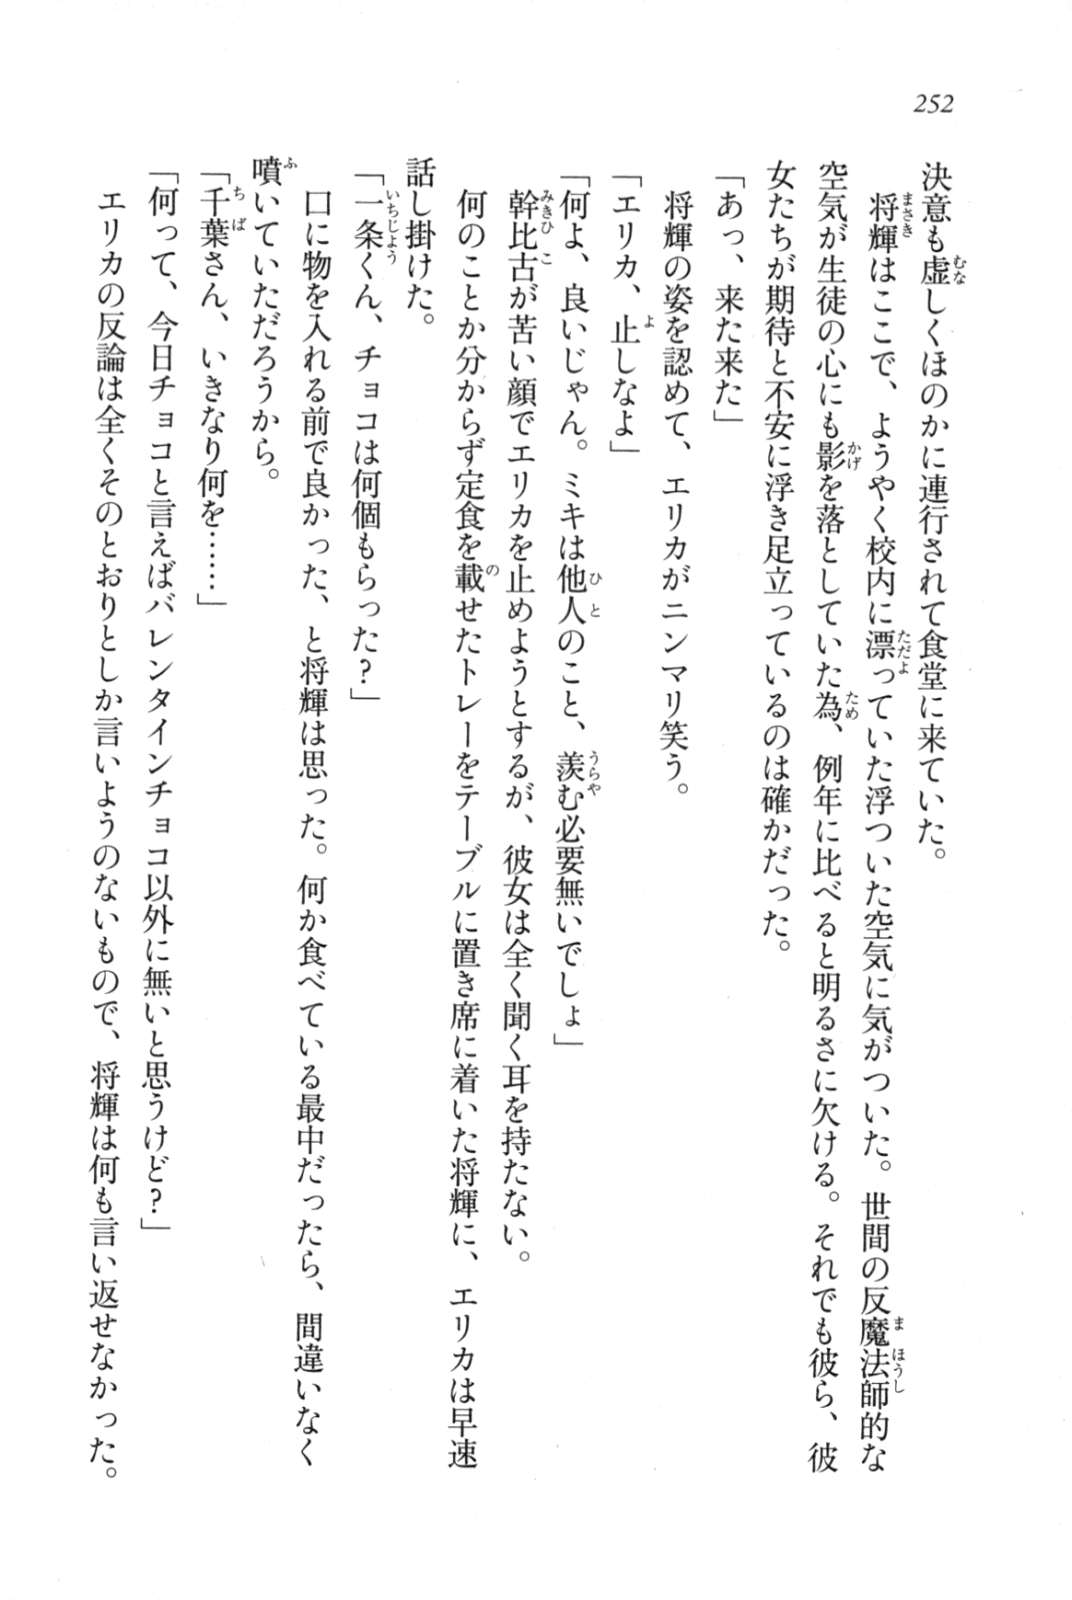 252
決意も虚しくほのかに連行されて食堂に来ていた。
将輝はここで、ようやく校内に漂っていた浮ついた空気に気がついた。世間の反魔法師的な
空気が生徒の心にも影を落としていた為、例年に比べると明るさに欠ける。それでも彼ら、彼
女たちが期待と不安に浮き足立っているのは確かだった。
「あっ、来た来た」
将輝の姿を認めて、エリカがニンマリ笑う。
「エリカ、止しなよ」
「何よ、良いじゃん。ミキは他人のこと、羨む必要無いでしょ」
幹比古が苦い顔でエリカを止めようとするが、彼女は全く聞く耳を持たない。
何のことか分からず定食を載せたトレーをテーブルに置き席に着いた将輝に、エリカは早速
話し掛けた。
「一条くん、チョコは何個もらった？」
口に物を入れる前で良かった、と将輝は思った。何か食べている最中だったら、間違いなく
噴いていただろうから。
「千葉さん、いきなり何を……」
「何って、今日チョコと言えばバレンタインチョコ以外に無いと思うけど？」
エリカの反論は全くそのとおりとしか言いようのないもので、将輝は何も言い返せなかった。